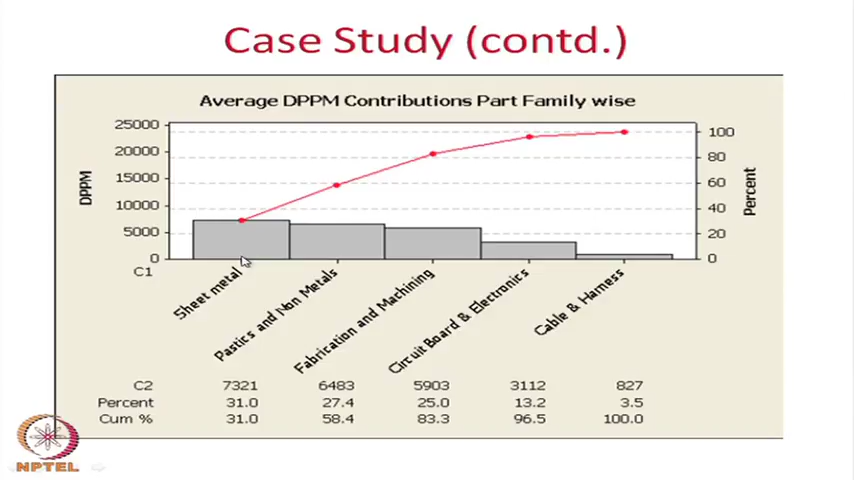 Case Study (contd.)
Average DPPM Contributions Part Family wise
25000
20000
15000
10000
5000
0
DPPM
100
80
60
40
20
0
Percent
C1
Sheet metal
Pastics and Non Metals
Fabrication and Machining
Circuit Board & Electronics
Cable & Harness
C2 7321 6483 5903 3112 827
Percent 31.0 27.4 25.0 13.2 3.5
Cum % 31.0 58.4 83.3 96.5 100.0
NPTEL